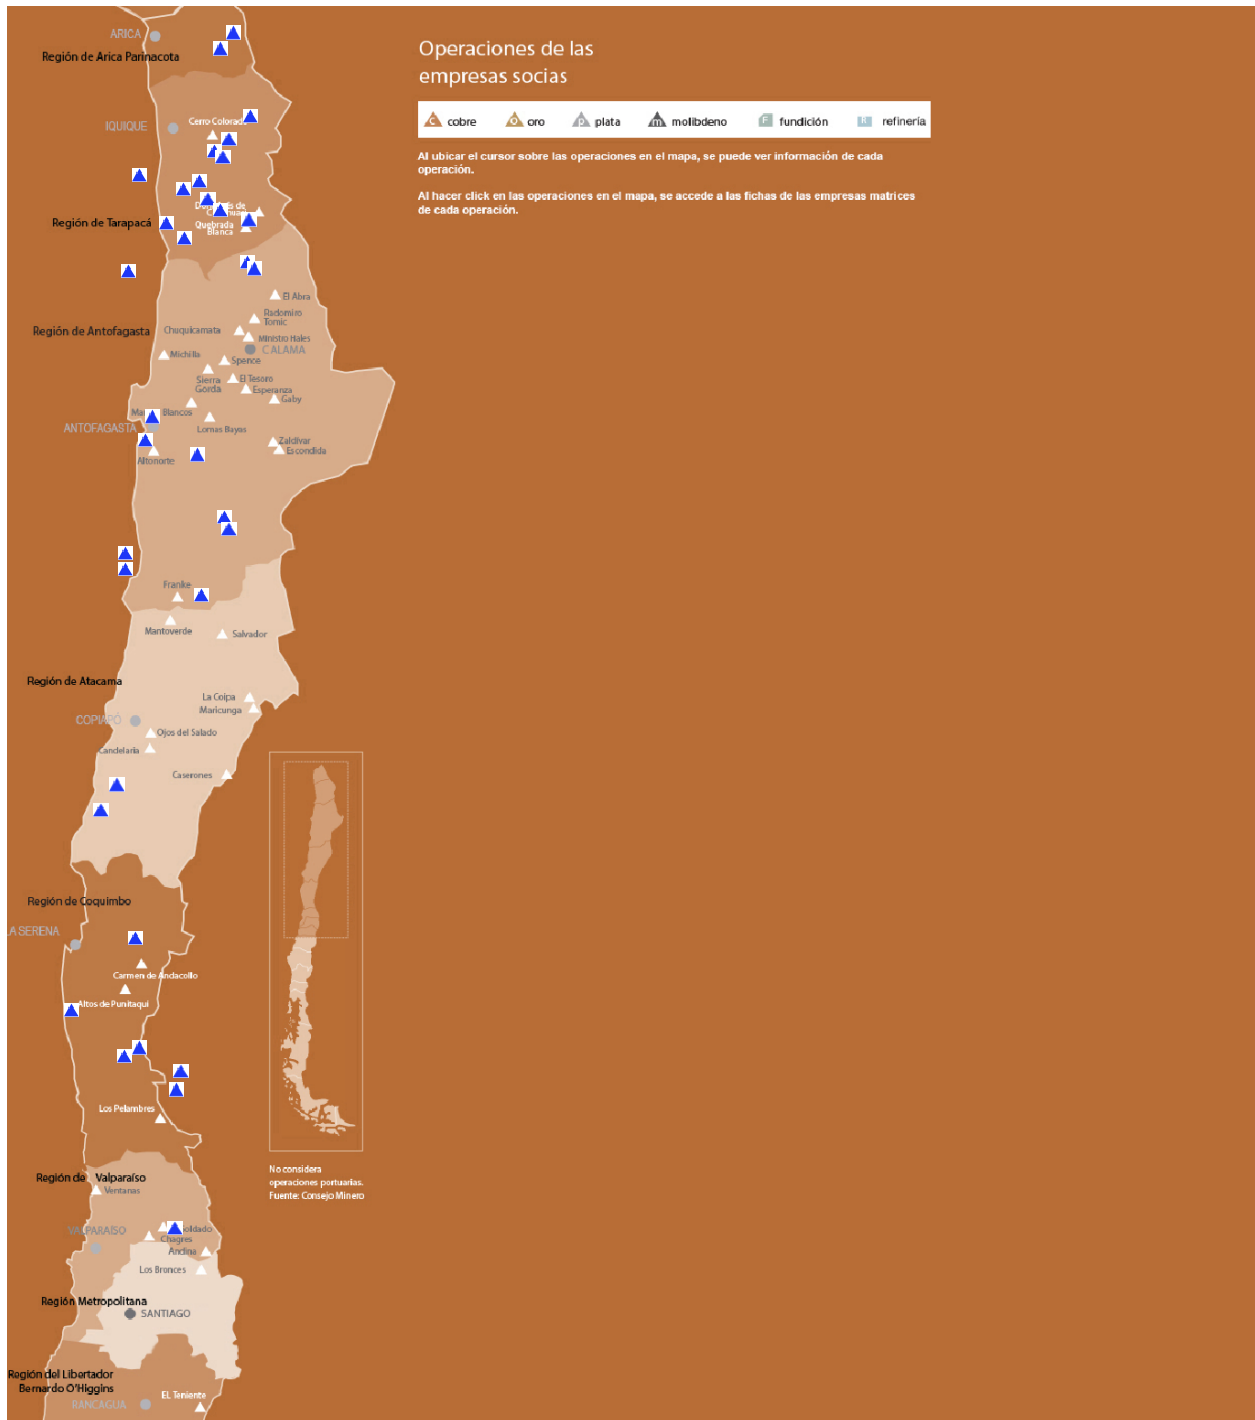 ARICA
Región de Arica Parinacota
Operaciones de las
empresas socias
C cobre
O oro
P plata
m molibdeno
F fundición
R refinería
Al ubicar el cursor sobre las operaciones en el mapa, se puede ver información de cada
operación.
Al hacer click en las operaciones en el mapa, se accede a las fichas de las empresas matrices
de cada operación.
IQUIQUE
Cerro Colorado
Región de Tarapacá
Quebrada
Blanca
El Abra
Radomiro
Tomic
Región de Antofagasta
Chuquicamata
Ministro Hales
CALAMA
Michilla
Spence
Sierra
Gorda
El Tesoro
Esperanza
Gaby
Blancos
Lomas Bayas
ANTOFAGASTA
Zaldívar
Escondida
Altonorte
Franke
Mantoverde
Salvador
Región de Atacama
La Coipa
Maricunga
COPIAPÓ
Ojos del Salado
Candelaria
Caserones
Región de Coquimbo
LA SERENA
Carmen de Andacollo
Altos de Punitaqui
Los Pelambres
No considera
operaciones portuarias.
Fuente: Consejo Minero
Región de Valparaíso
Ventanas
VALPARAÍSO
Soldado
Chagres
Andina
Los Bronces
Región Metropolitana
SANTIAGO
Región del Libertador
Bernardo O'Higgins
EL Teniente
RANCAGUA